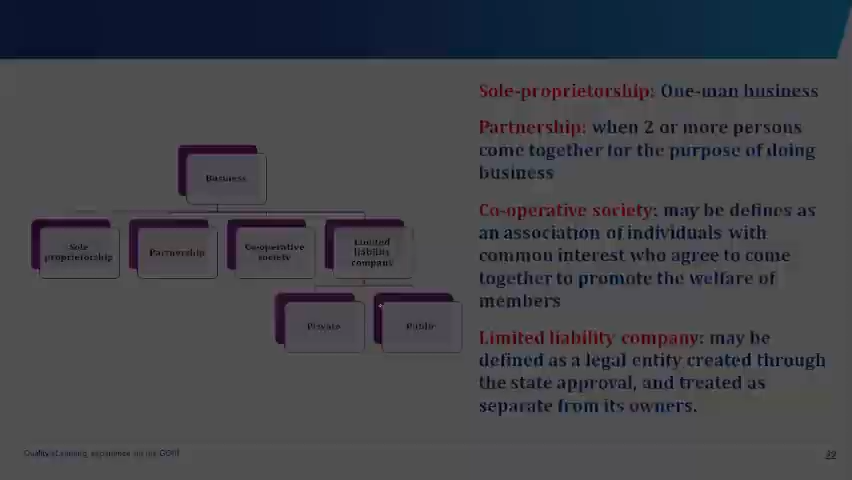 Business
Sole
proprietorship
Partnership
Co-operative
society
Limited
liability
company
Private
Public
Sole-proprietorship: One-man business
Partnership: when 2 or more persons
come together for the purpose of doing
business
Co-operative society: may be defines as
an association of individuals with
common interest who agree to come
together to promote the welfare of
members
Limited liability company: may be
defined as a legal entity created through
the state approval, and treated as
separate from its owners.
22